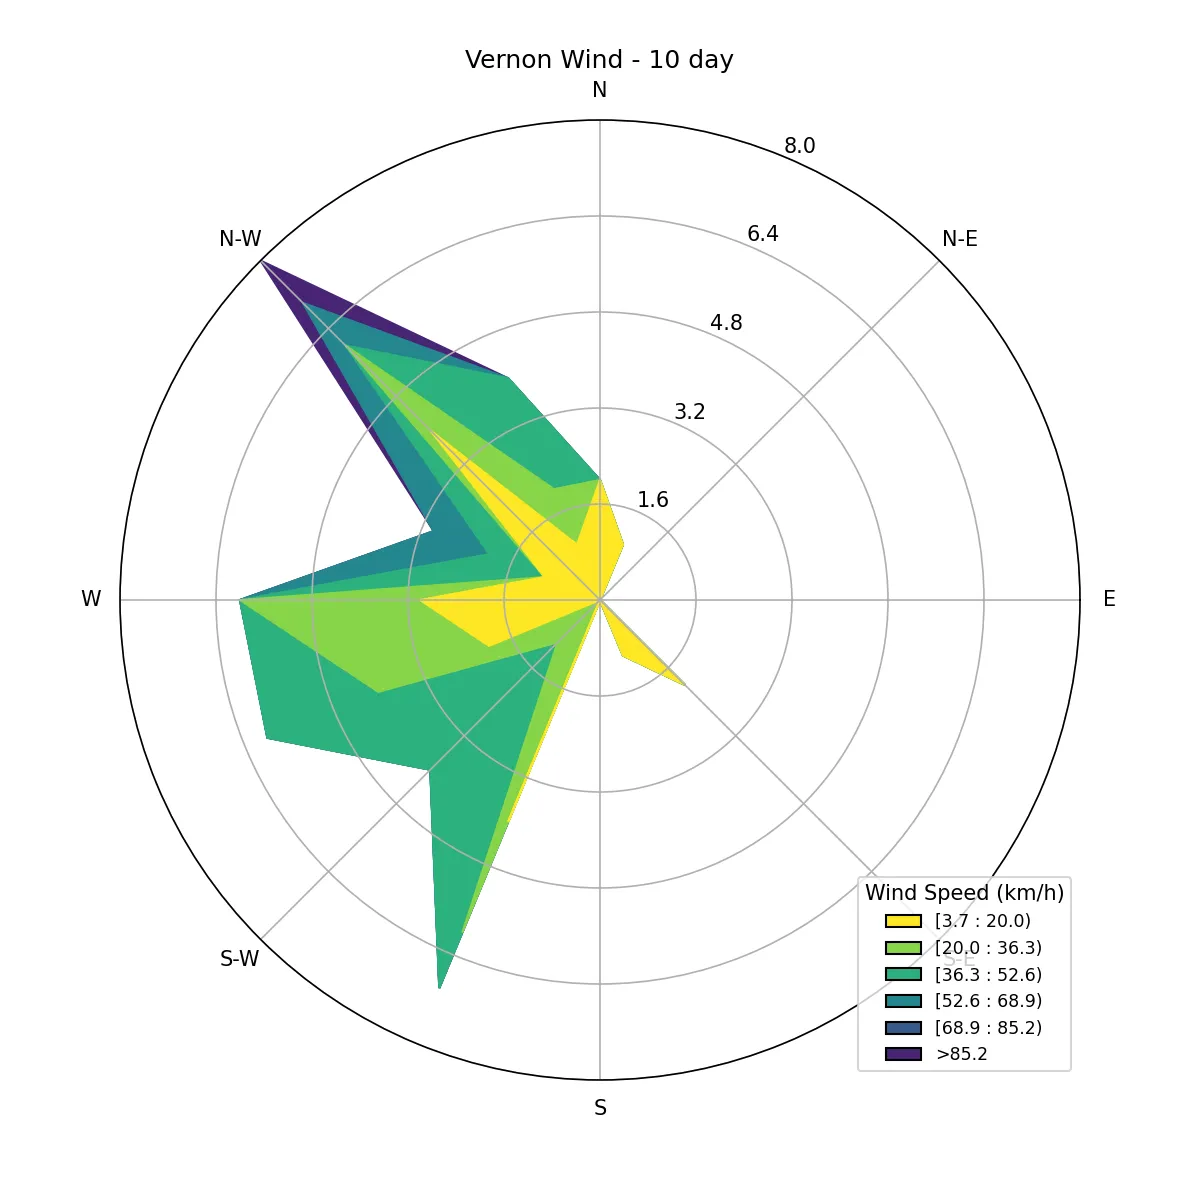 Vernon Wind - 10 day
N
8.0
N-W
6.4
N-E
4.8
3.2
1.6
W
E
Wind Speed (km/h)
[3.7 : 20.0)
[20.0 : 36.3)
S-W
S-E
[36.3 : 52.6)
[52.6 : 68.9)
[68.9 : 85.2)
>85.2
S